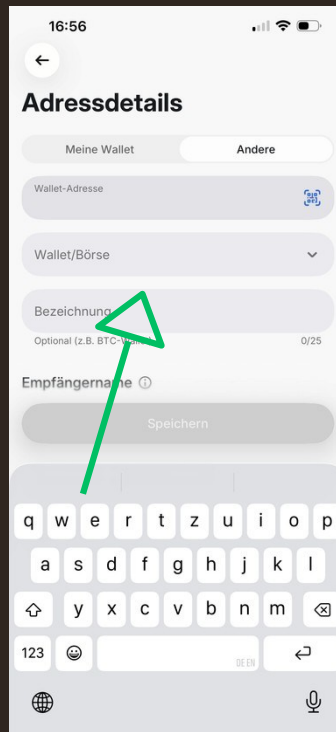 16:56
Adressdetails
Meine Wallet Andere
Wallet-Adresse
Wallet/Börse
Bezeichnung
Optional (z.B. BTC-Wallet) 0/25
Empfängername
Speichern
q w e r t z u i o p
a s d f g h j k l
y x c v b n m
123
DE EN